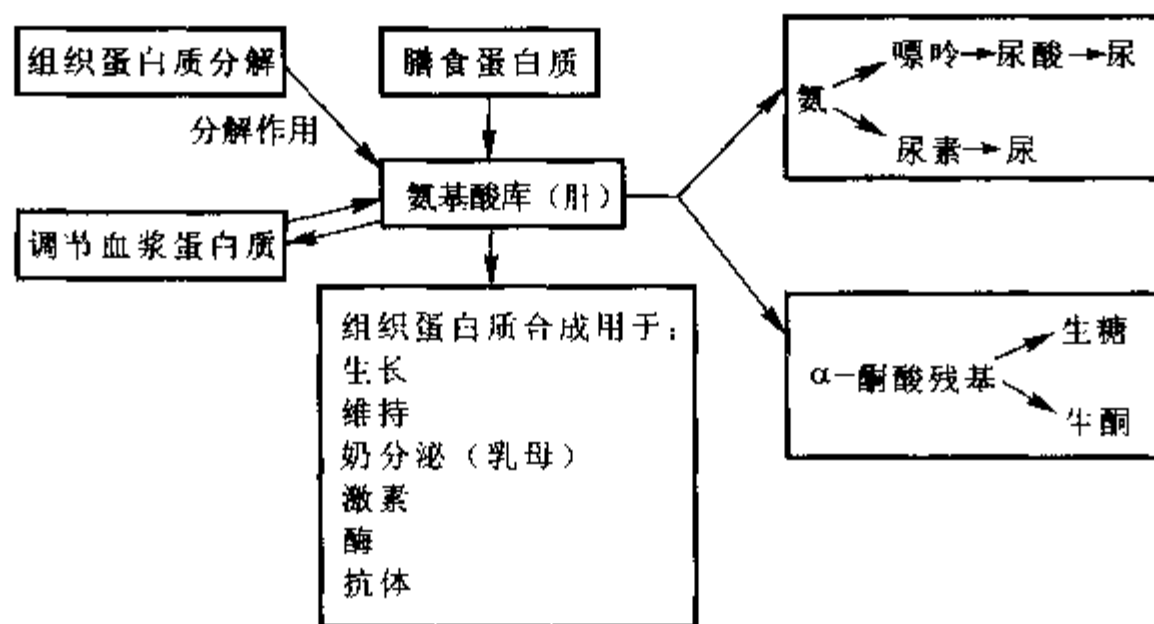 组织蛋白质分解
膳食蛋白质
嘌呤→尿酸→尿
氨
分解作用
尿素→尿
氨基酸库（肝）
调节血浆蛋白质
组织蛋白质合成用于：
生长
维持
奶分泌（乳母）
激素
酶
抗体
生糖
α-酮酸残基
生酮